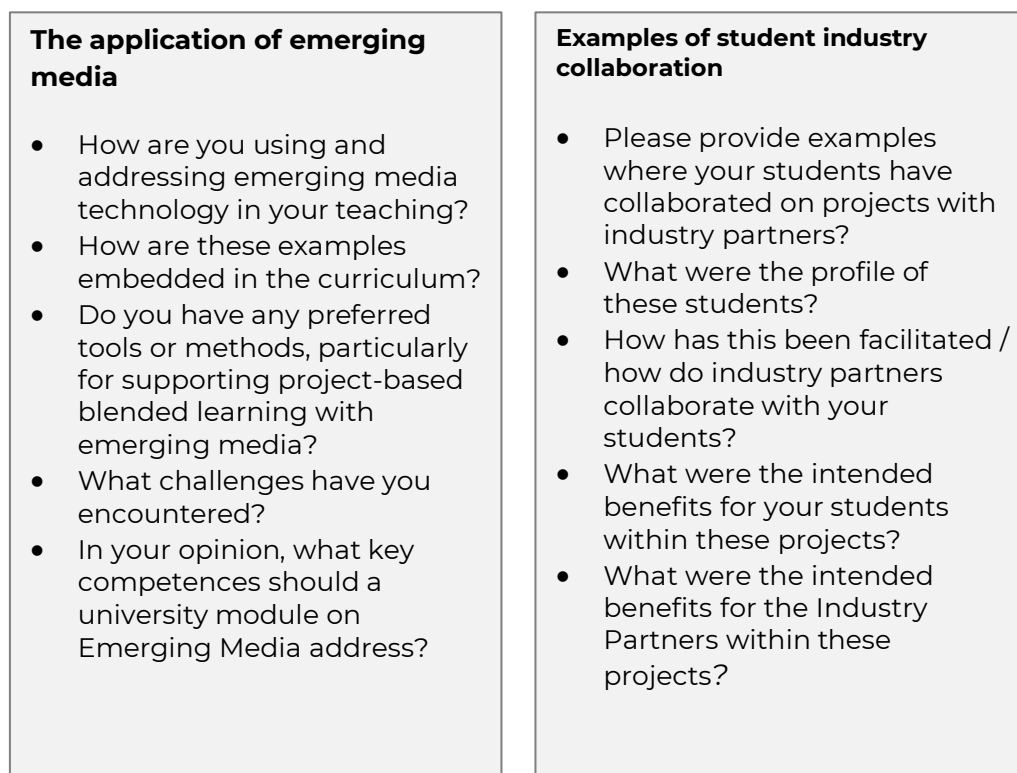 The application of emerging
media
• How are you using and
addressing emerging media
technology in your teaching?
• How are these examples
embedded in the curriculum?
• Do you have any preferred
tools or methods, particularly
for supporting project-based
blended learning with
emerging media?
• What challenges have you
encountered?
• In your opinion, what key
competences should a
university module on
Emerging Media address?
Examples of student industry
collaboration
• Please provide examples
where your students have
collaborated on projects with
industry partners?
• What were the profile of
these students?
• How has this been facilitated /
how do industry partners
collaborate with your
students?
• What were the intended
benefits for your students
within these projects?
• What were the intended
benefits for the Industry
Partners within these
projects?